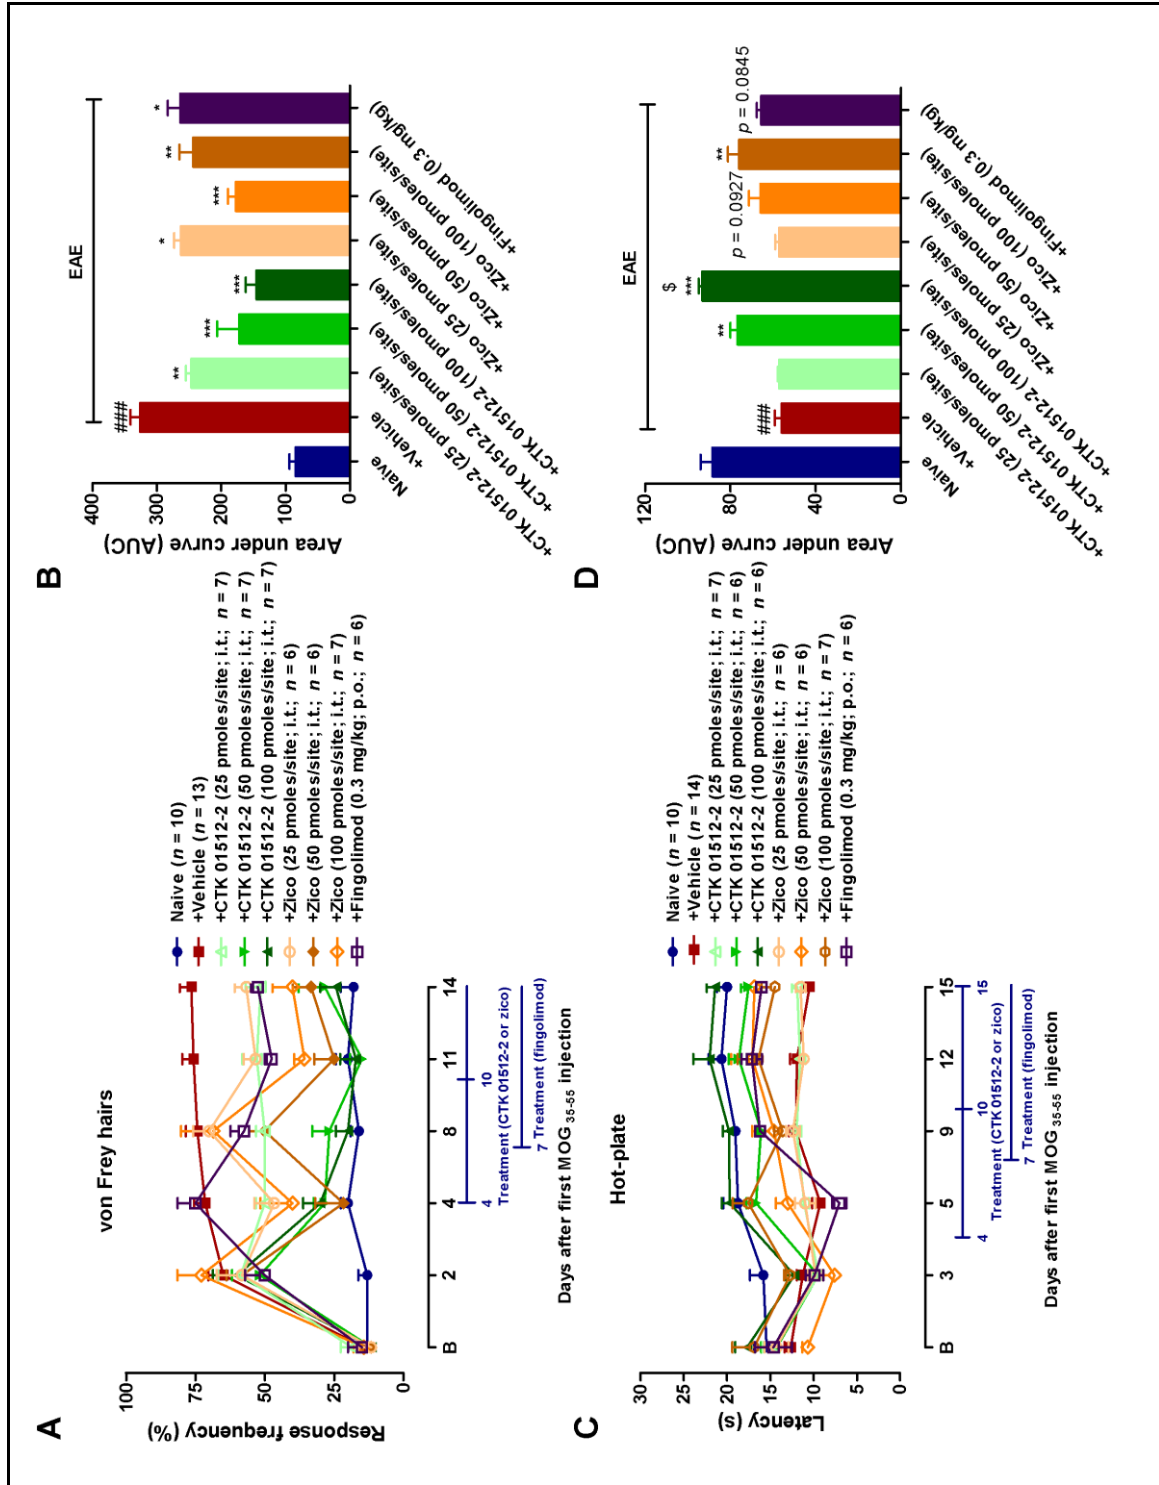 A
von Frey hairs
Response frequency (%)
100
75
50
25
0
B
2
4
8
11
14
4
10
Treatment (CTK 01512-2 or zico)
7 Treatment (fingolimod)
Days after first MOG 35-55 injection
Naive (n = 10)
+Vehicle (n = 13)
+CTK 01512-2 (25 pmoles/site; i.t.; n = 7)
+CTK 01512-2 (50 pmoles/site; i.t.; n = 7)
+CTK 01512-2 (100 pmoles/site; i.t.; n = 7)
+Zico (25 pmoles/site; i.t.; n = 6)
+Zico (50 pmoles/site; i.t.; n = 6)
+Zico (100 pmoles/site; i.t.; n = 7)
+Fingolimod (0.3 mg/kg; p.o.; n = 6)
B
Area under curve (AUC)
400
300
200
100
0
EAE
###
**
***
***
*
***
**
*
Naive
+Vehicle
+CTK 01512-2 (25 pmoles/site)
+CTK 01512-2 (50 pmoles/site)
+CTK 01512-2 (100 pmoles/site)
+Zico (25 pmoles/site)
+Zico (50 pmoles/site)
+Zico (100 pmoles/site)
+Fingolimod (0.3 mg/kg)
C
Hot-plate
Latency (s)
30
25
20
15
10
5
0
B
3
5
9
12
15
4
10
15
Treatment (CTK 01512-2 or zico)
7 Treatment (fingolimod)
Days after first MOG 35-55 injection
Naive (n = 10)
+Vehicle (n = 14)
+CTK 01512-2 (25 pmoles/site; i.t.; n = 7)
+CTK 01512-2 (50 pmoles/site; i.t.; n = 6)
+CTK 01512-2 (100 pmoles/site; i.t.; n = 6)
+Zico (25 pmoles/site; i.t.; n = 6)
+Zico (50 pmoles/site; i.t.; n = 6)
+Zico (100 pmoles/site; i.t.; n = 7)
+Fingolimod (0.3 mg/kg; p.o.; n = 6)
D
Area under curve (AUC)
120
80
40
0
EAE
###
**
$
***
p = 0.0927
**
p = 0.0845
Naive
+Vehicle
+CTK 01512-2 (25 pmoles/site)
+CTK 01512-2 (50 pmoles/site)
+CTK 01512-2 (100 pmoles/site)
+Zico (25 pmoles/site)
+Zico (50 pmoles/site)
+Zico (100 pmoles/site)
+Fingolimod (0.3 mg/kg)